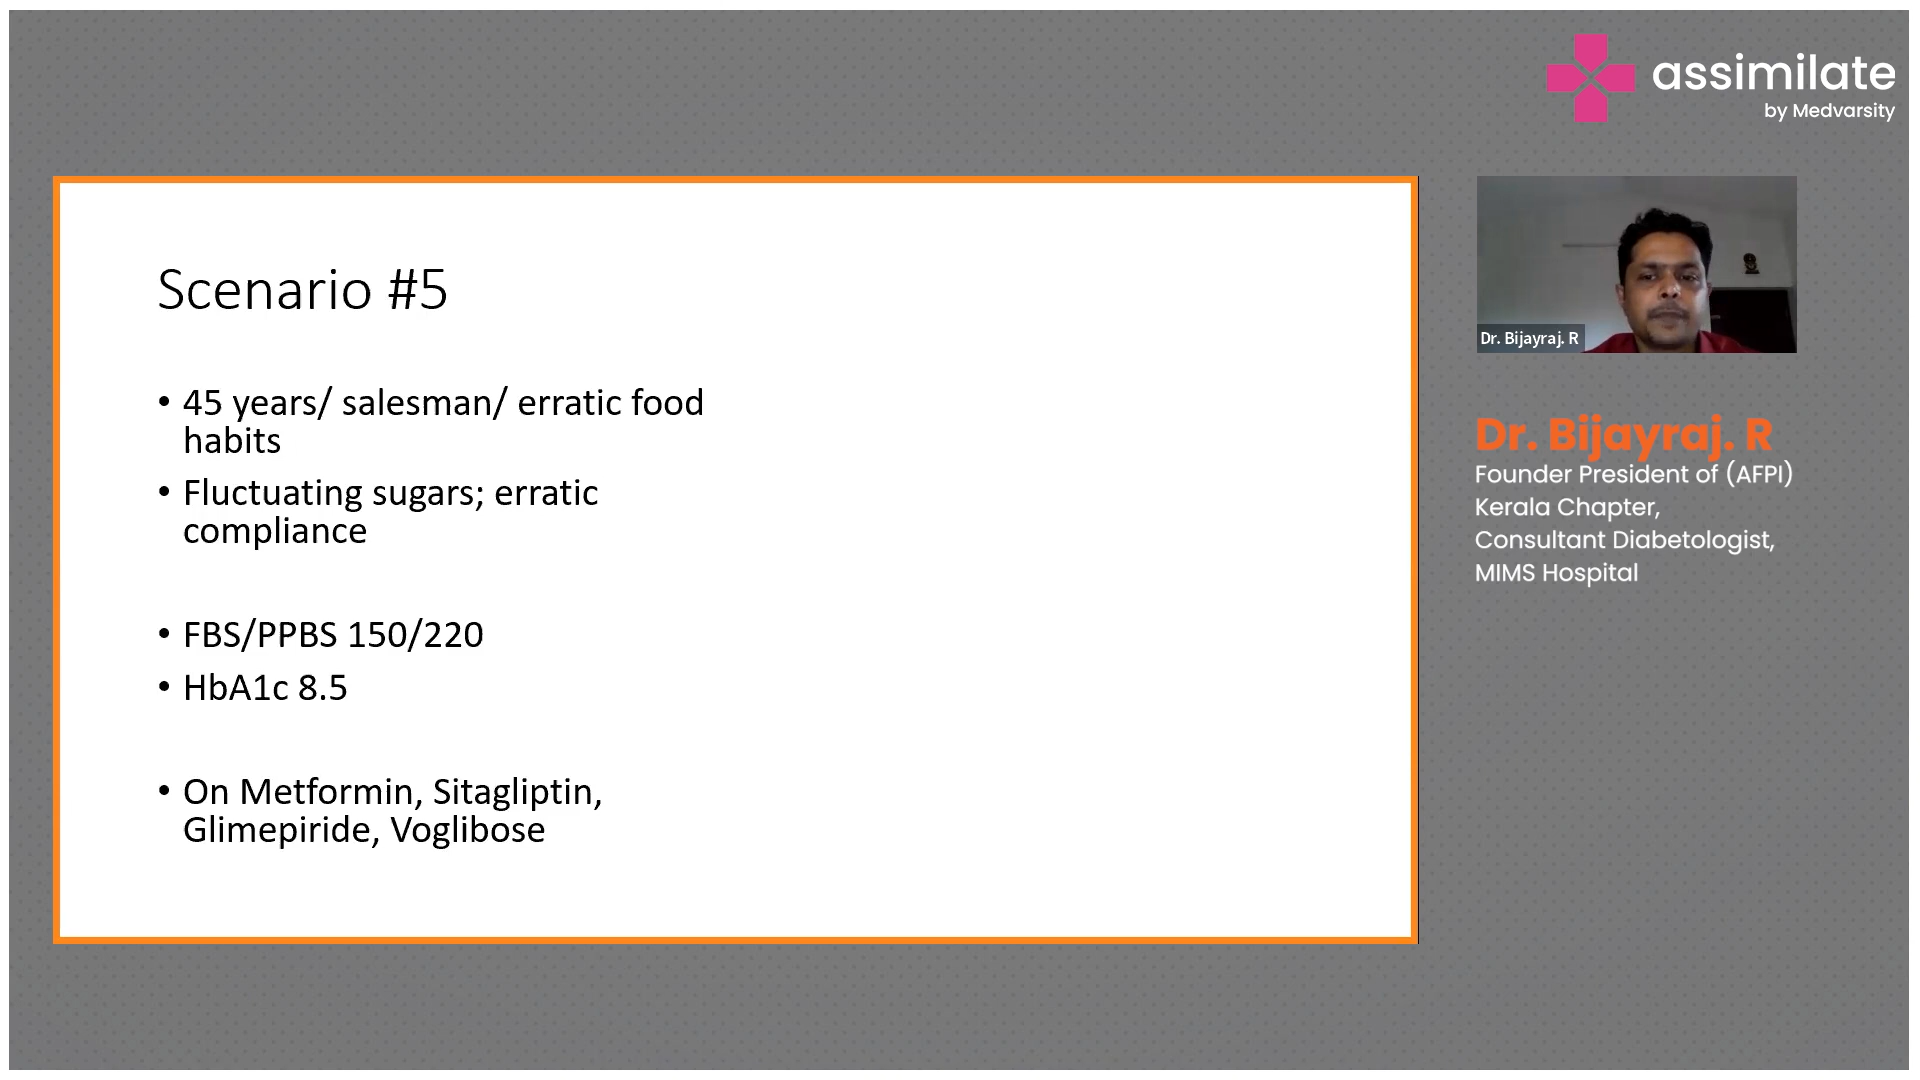 assimilate
by Medvarsity
Scenario #5
• 45 years/ salesman/ erratic food
habits
• Fluctuating sugars; erratic
compliance
• FBS/PPBS 150/220
• HbA1c 8.5
• On Metformin, Sitagliptin,
Glimepiride, Voglibose
Dr. Bijayraj. R
Dr. Bijayraj. R
Founder President of (AFPI)
Kerala Chapter,
Consultant Diabetologist,
MIMS Hospital